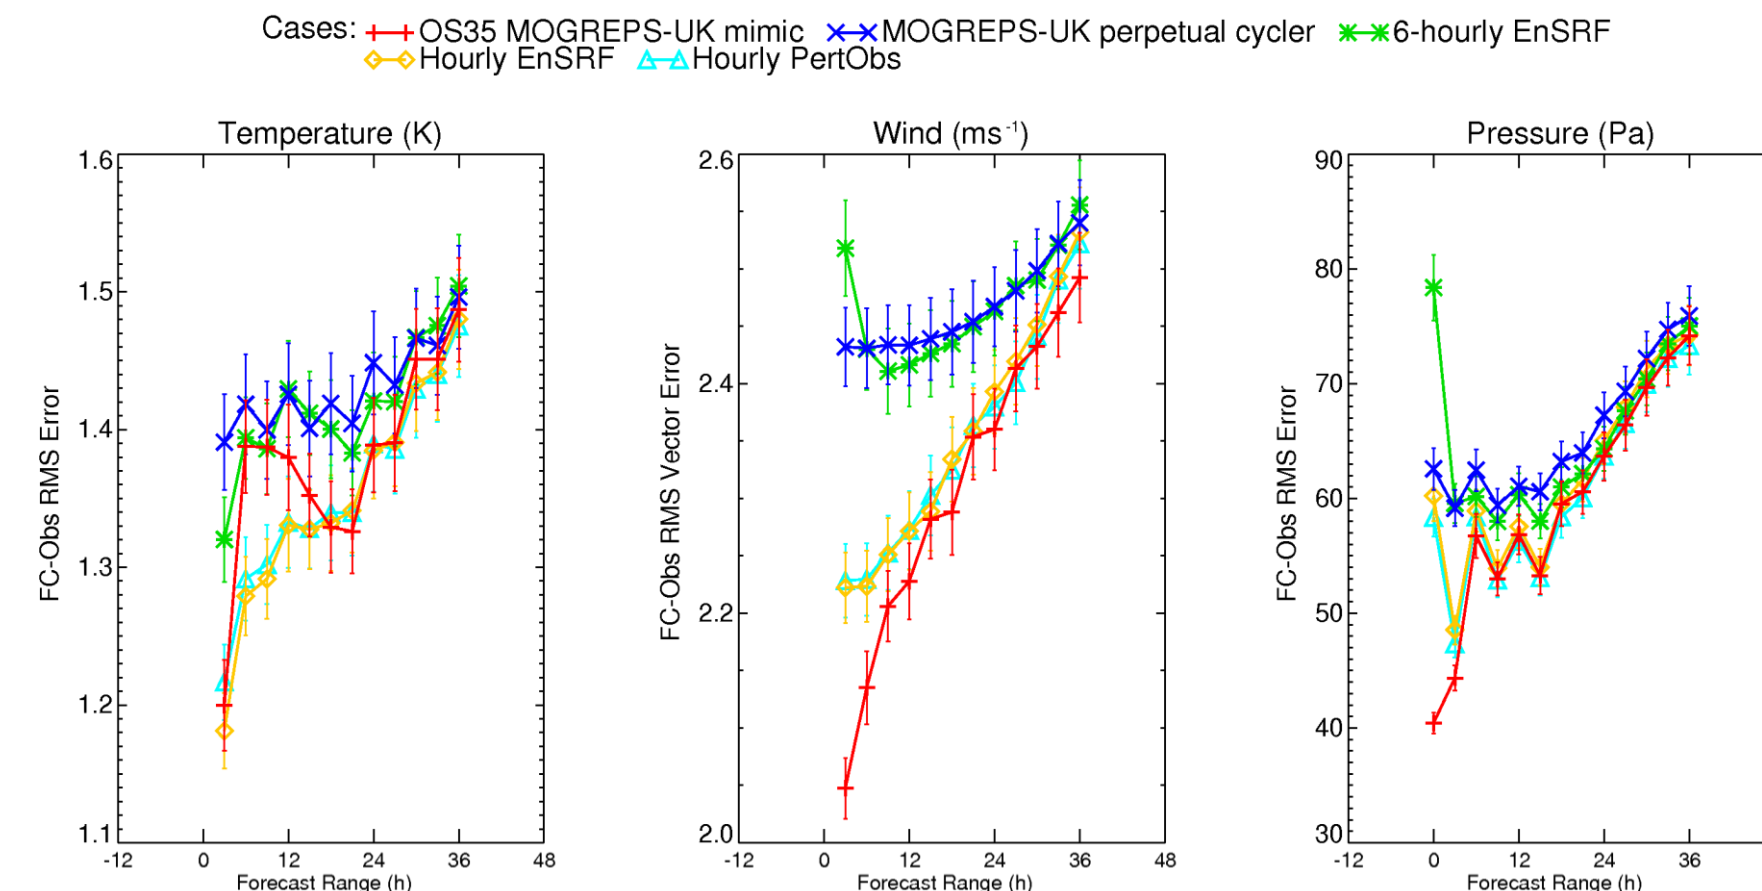 Cases: OS35 MOGREPS-UK mimic MOGREPS-UK perpetual cycler 6-hourly EnSRF
Hourly EnSRF Hourly PertObs
Temperature (K) Wind (ms⁻¹) Pressure (Pa)
FC-Obs RMS Error
1.6
1.5
1.4
1.3
1.2
1.1
-12 0 12 24 36 48
Forecast Range (h)
FC-Obs RMS Vector Error
2.6
2.4
2.2
2.0
-12 0 12 24 36 48
Forecast Range (h)
FC-Obs RMS Error
90
80
70
60
50
40
30
-12 0 12 24 36
Forecast Range (h)